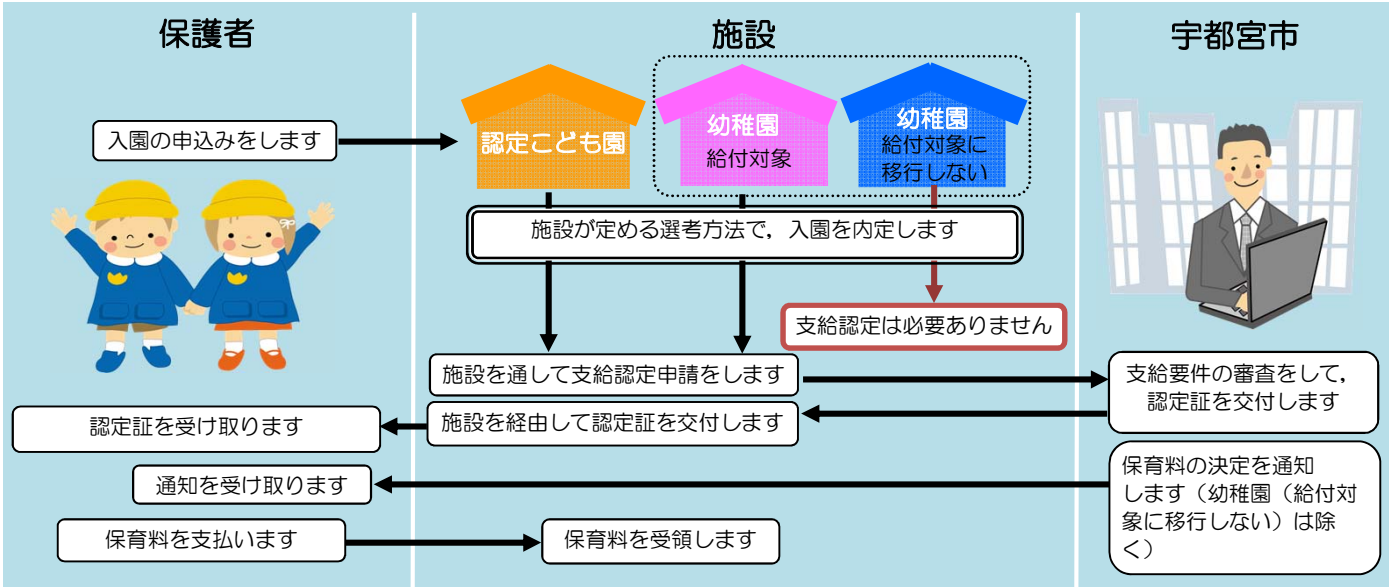 保護者
施設
宇都宮市
入園の申込みをします
認定こども園
幼稚園
給付対象
幼稚園
給付対象に
移行しない
施設が定める選考方法で，入園を内定します
支給認定は必要ありません
施設を通して支給認定申請をします
支給要件の審査をして，
認定証を交付します
施設を経由して認定証を交付します
認定証を受け取ります
保育料の決定を通知
します（幼稚園（給付対
象に移行しない）は除
く）
通知を受け取ります
保育料を支払います
保育料を受領します